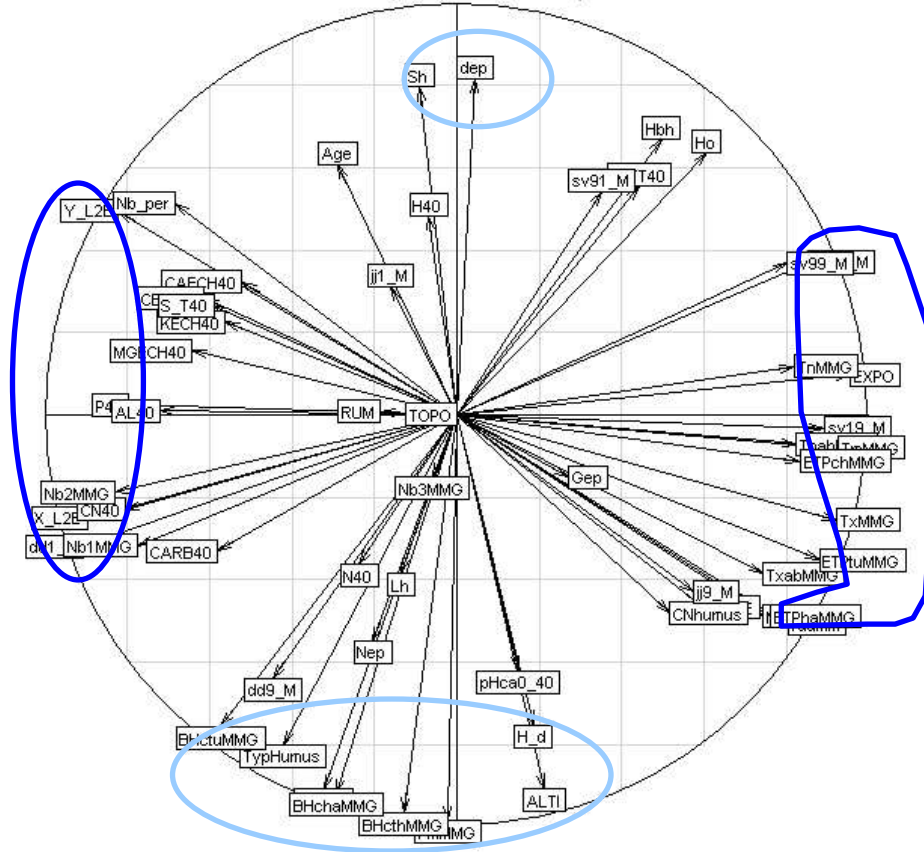 dep
Sh
Hbh
Ho
Age
T40
sv91_M
Nb_per
Y_L2E
H40
sv99_M
M
jj1_M
CAECH40
S_T40
KECH40
MGECH40
TnMMG
EXPO
AL40
RUM
TOPO
sv19_M
ETPchMMG
Gep
Nb3MMG
Nb2MMG
CN40
X_L2E
TxMMG
Nb1MMG
CARB40
ETPtuMMG
TxabMMG
N40
Lh
jj9_M
CNhumus
ETPhaMMG
Nep
pHca0_40
dd9_M
H_d
BHctuMMG
TypHumus
BHchaMMG
ALTI
BHcthMMG